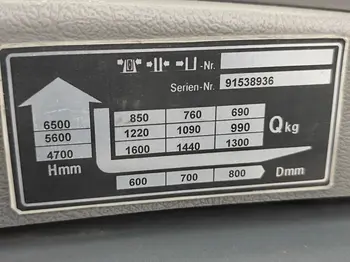 -Nr.
Serien-Nr. 91538936
6500 850 760 690
5600 1220 1090 990 Q kg
4700 1600 1440 1300
Hmm 600 700 800 Dmm